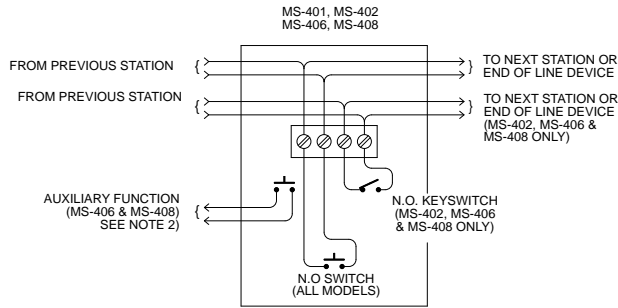 MS-401, MS-402
MS-406, MS-408
FROM PREVIOUS STATION
TO NEXT STATION OR
END OF LINE DEVICE
FROM PREVIOUS STATION
TO NEXT STATION OR
END OF LINE DEVICE
(MS-402, MS-406 &
MS-408 ONLY)
AUXILIARY FUNCTION
(MS-406 & MS-408)
SEE NOTE 2)
N.O. KEYSWITCH
(MS-402, MS-406
& MS-408 ONLY)
N.O SWITCH
(ALL MODELS)